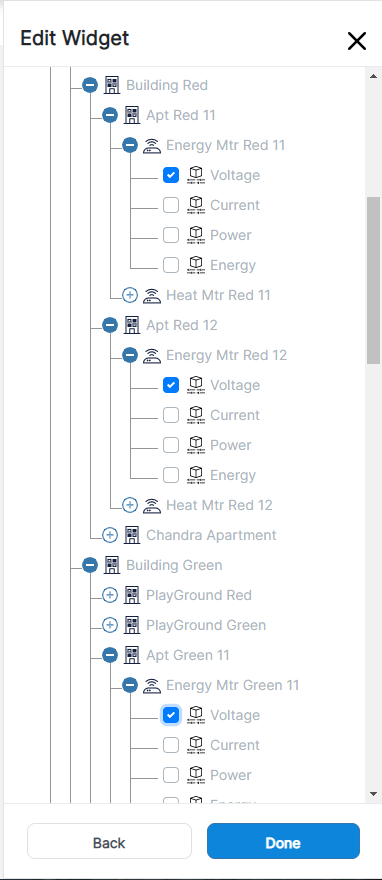 Edit Widget
Building Red
Apt Red 11
Energy Mtr Red 11
Voltage
Current
Power
Energy
Heat Mtr Red 11
Apt Red 12
Energy Mtr Red 12
Voltage
Current
Power
Energy
Heat Mtr Red 12
Chandra Apartment
Building Green
PlayGround Red
PlayGround Green
Apt Green 11
Energy Mtr Green 11
Voltage
Current
Power
Energy
Back Done